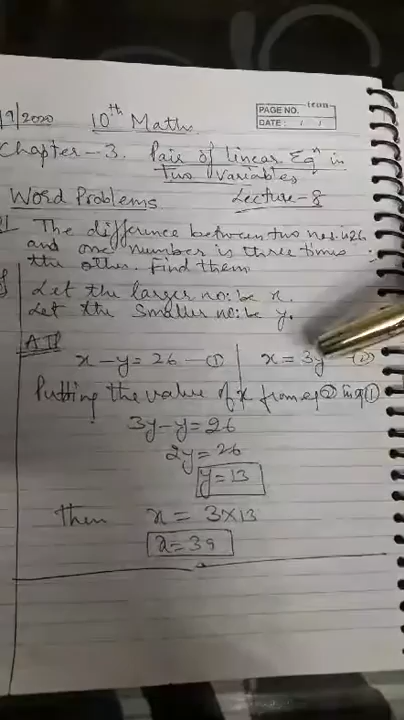 /9/2020 10th Maths
PAGE NO.
DATE: / /
Chapter-3. Pair of linear Eqn in
Two Variables
Word Problems Lecture-8
The difference between two nos. is 26
and one number is three times
the other. Find them
Let the larger no: be x.
Let the smaller no: be y.
ATP
x - y = 26 - ① | x = 3y - ②
Putting the value of x from eq ② in eq ①
3y - y = 26
2y = 26
y = 13
then x = 3×13
x = 39